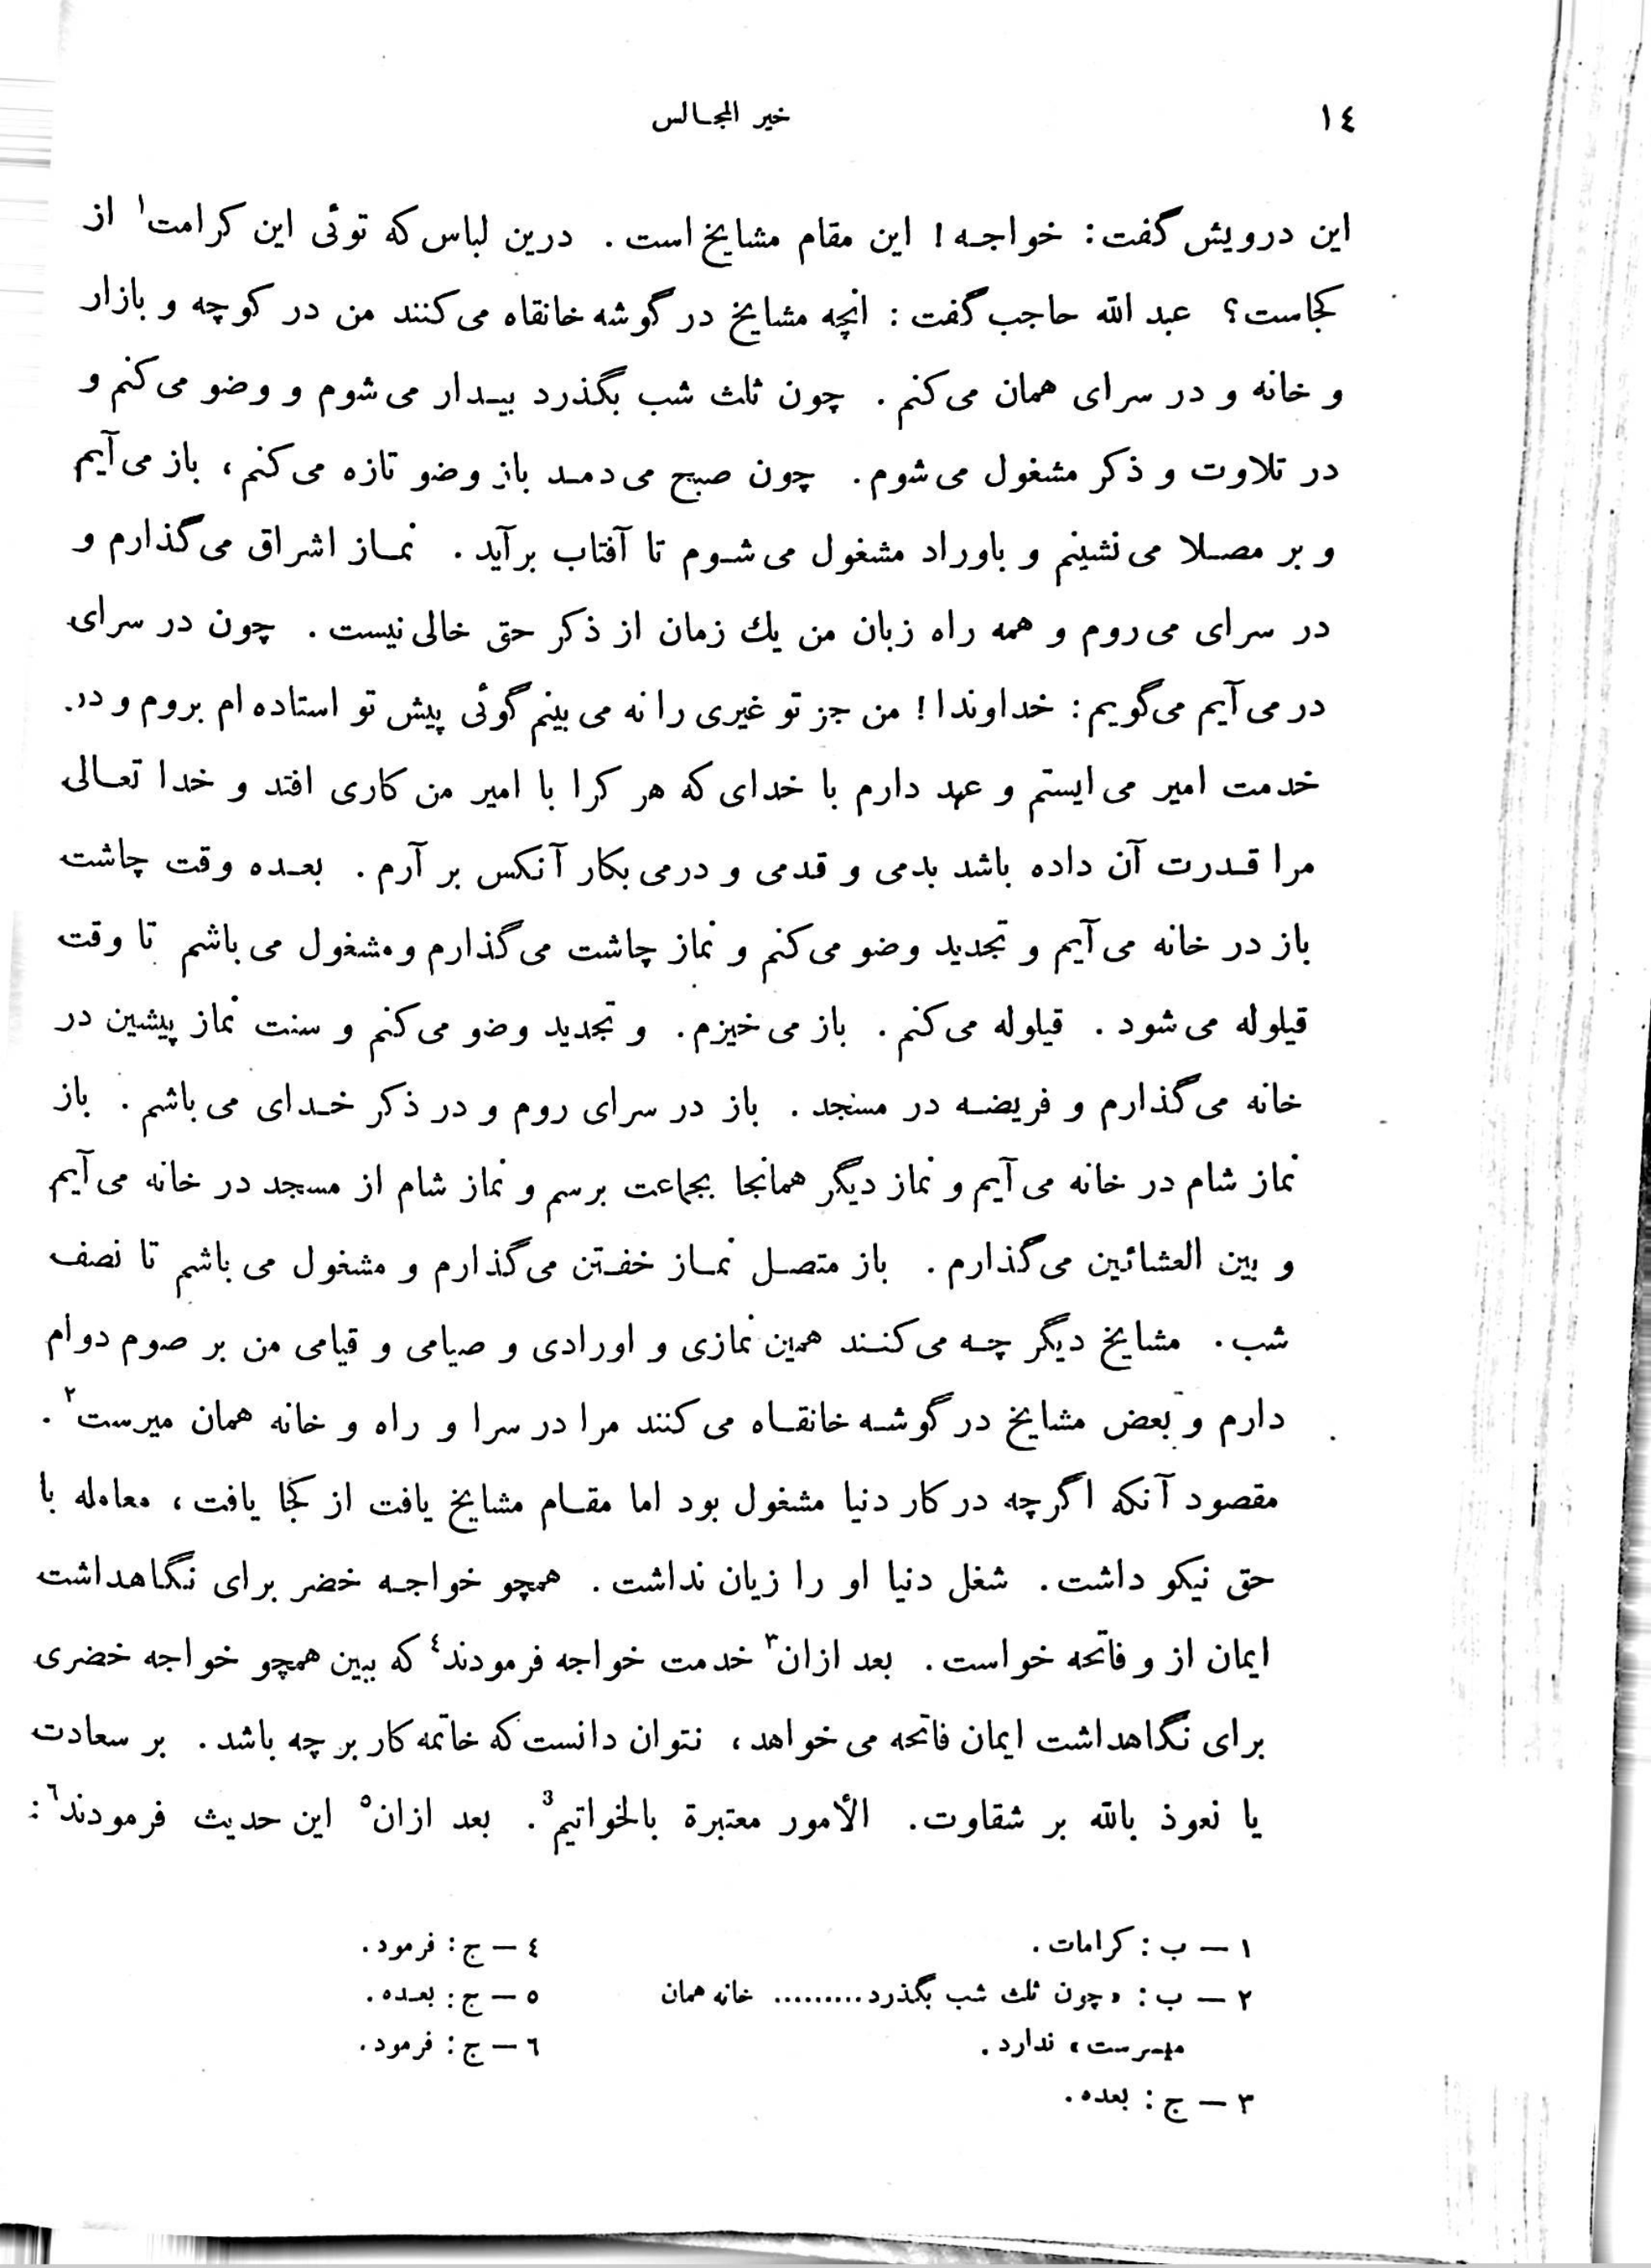 ١٤
خير المجالس
این درویش گفت: خواجه! این مقام مشایخ است. درین لباس که توئی این کرامت١ از
کجاست؟ عبد الله حاجب گفت: انچه مشایخ در گوشه خانقاه می‌کنند من در کوچه و بازار
و خانه و در سرای همان می‌کنم. چون ثلث شب بگذرد بیدار می‌شوم و وضو می‌کنم و
در تلاوت و ذکر مشغول می‌شوم. چون صبح می‌دمد باز وضو تازه می‌کنم، باز می‌آیم
و بر مصلا می‌نشینم و باوراد مشغول می‌شوم تا آفتاب برآید. نماز اشراق می‌گذارم و
در سرای می‌روم و همه راه زبان من یك زمان از ذکر حق خالی نیست. چون در سرای
در می‌آیم می‌گویم: خداوندا! من جز تو غیری را نه می‌بینم گوئی پیش تو استاده ام بروم و در
خدمت امیر می‌ایستم و عهد دارم با خدای که هر کرا با امیر من کاری افتد و خدا تعالی
مرا قدرت آن داده باشد بدمی و قدمی و درمی بکار آنکس بر آرم. بعده وقت چاشت
باز در خانه می‌آیم و تجدید وضو می‌کنم و نماز چاشت می‌گذارم و مشغول می‌باشم تا وقت
قیلوله می‌شود. قیلوله می‌کنم. باز می‌خیزم. و تجدید وضو می‌کنم و سنت نماز پیشین در
خانه می‌گذارم و فریضه در مسجد. باز در سرای روم و در ذکر خدای می‌باشم. باز
نماز شام در خانه می‌آیم و نماز دیگر همانجا بجماعت برسم و نماز شام از مسجد در خانه می‌آیم
و بین العشائین می‌گذارم. باز متصل نماز خفتن می‌گذارم و مشغول می‌باشم تا نصف
شب. مشایخ دیگر چه می‌کنند همین نمازی و اورادی و صیامی و قیامی من بر صوم دوام
دارم و بعض مشایخ در گوشه خانقاه می‌کنند مرا در سرا و راه و خانه همان میرست٢.
مقصود آنکه اگرچه در کار دنیا مشغول بود اما مقام مشایخ یافت از کجا یافت، معامله با
حق نیکو داشت. شغل دنیا او را زیان نداشت. همچو خواجه خضر برای نگاهداشت
ایمان از و فاتحه خواست. بعد ازان٣ خدمت خواجه فرمودند٤ که ببین همچو خواجه خضری
برای نگاهداشت ایمان فاتحه می‌خواهد، نتوان دانست که خاتمه کار بر چه باشد. بر سعادت
یا نعوذ بالله بر شقاوت. الأمور معتبرة بالخواتیم3. بعد ازان٥ این حدیث فرمودند٦:
١ — ب: کرامات.
٢ — ب: «چون ثلث شب بگذرد......... خانه همان
میرست» ندارد.
٣ — ج: بعده.
٤ — ج: فرمود.
٥ — ج: بعده.
٦ — ج: فرمود.